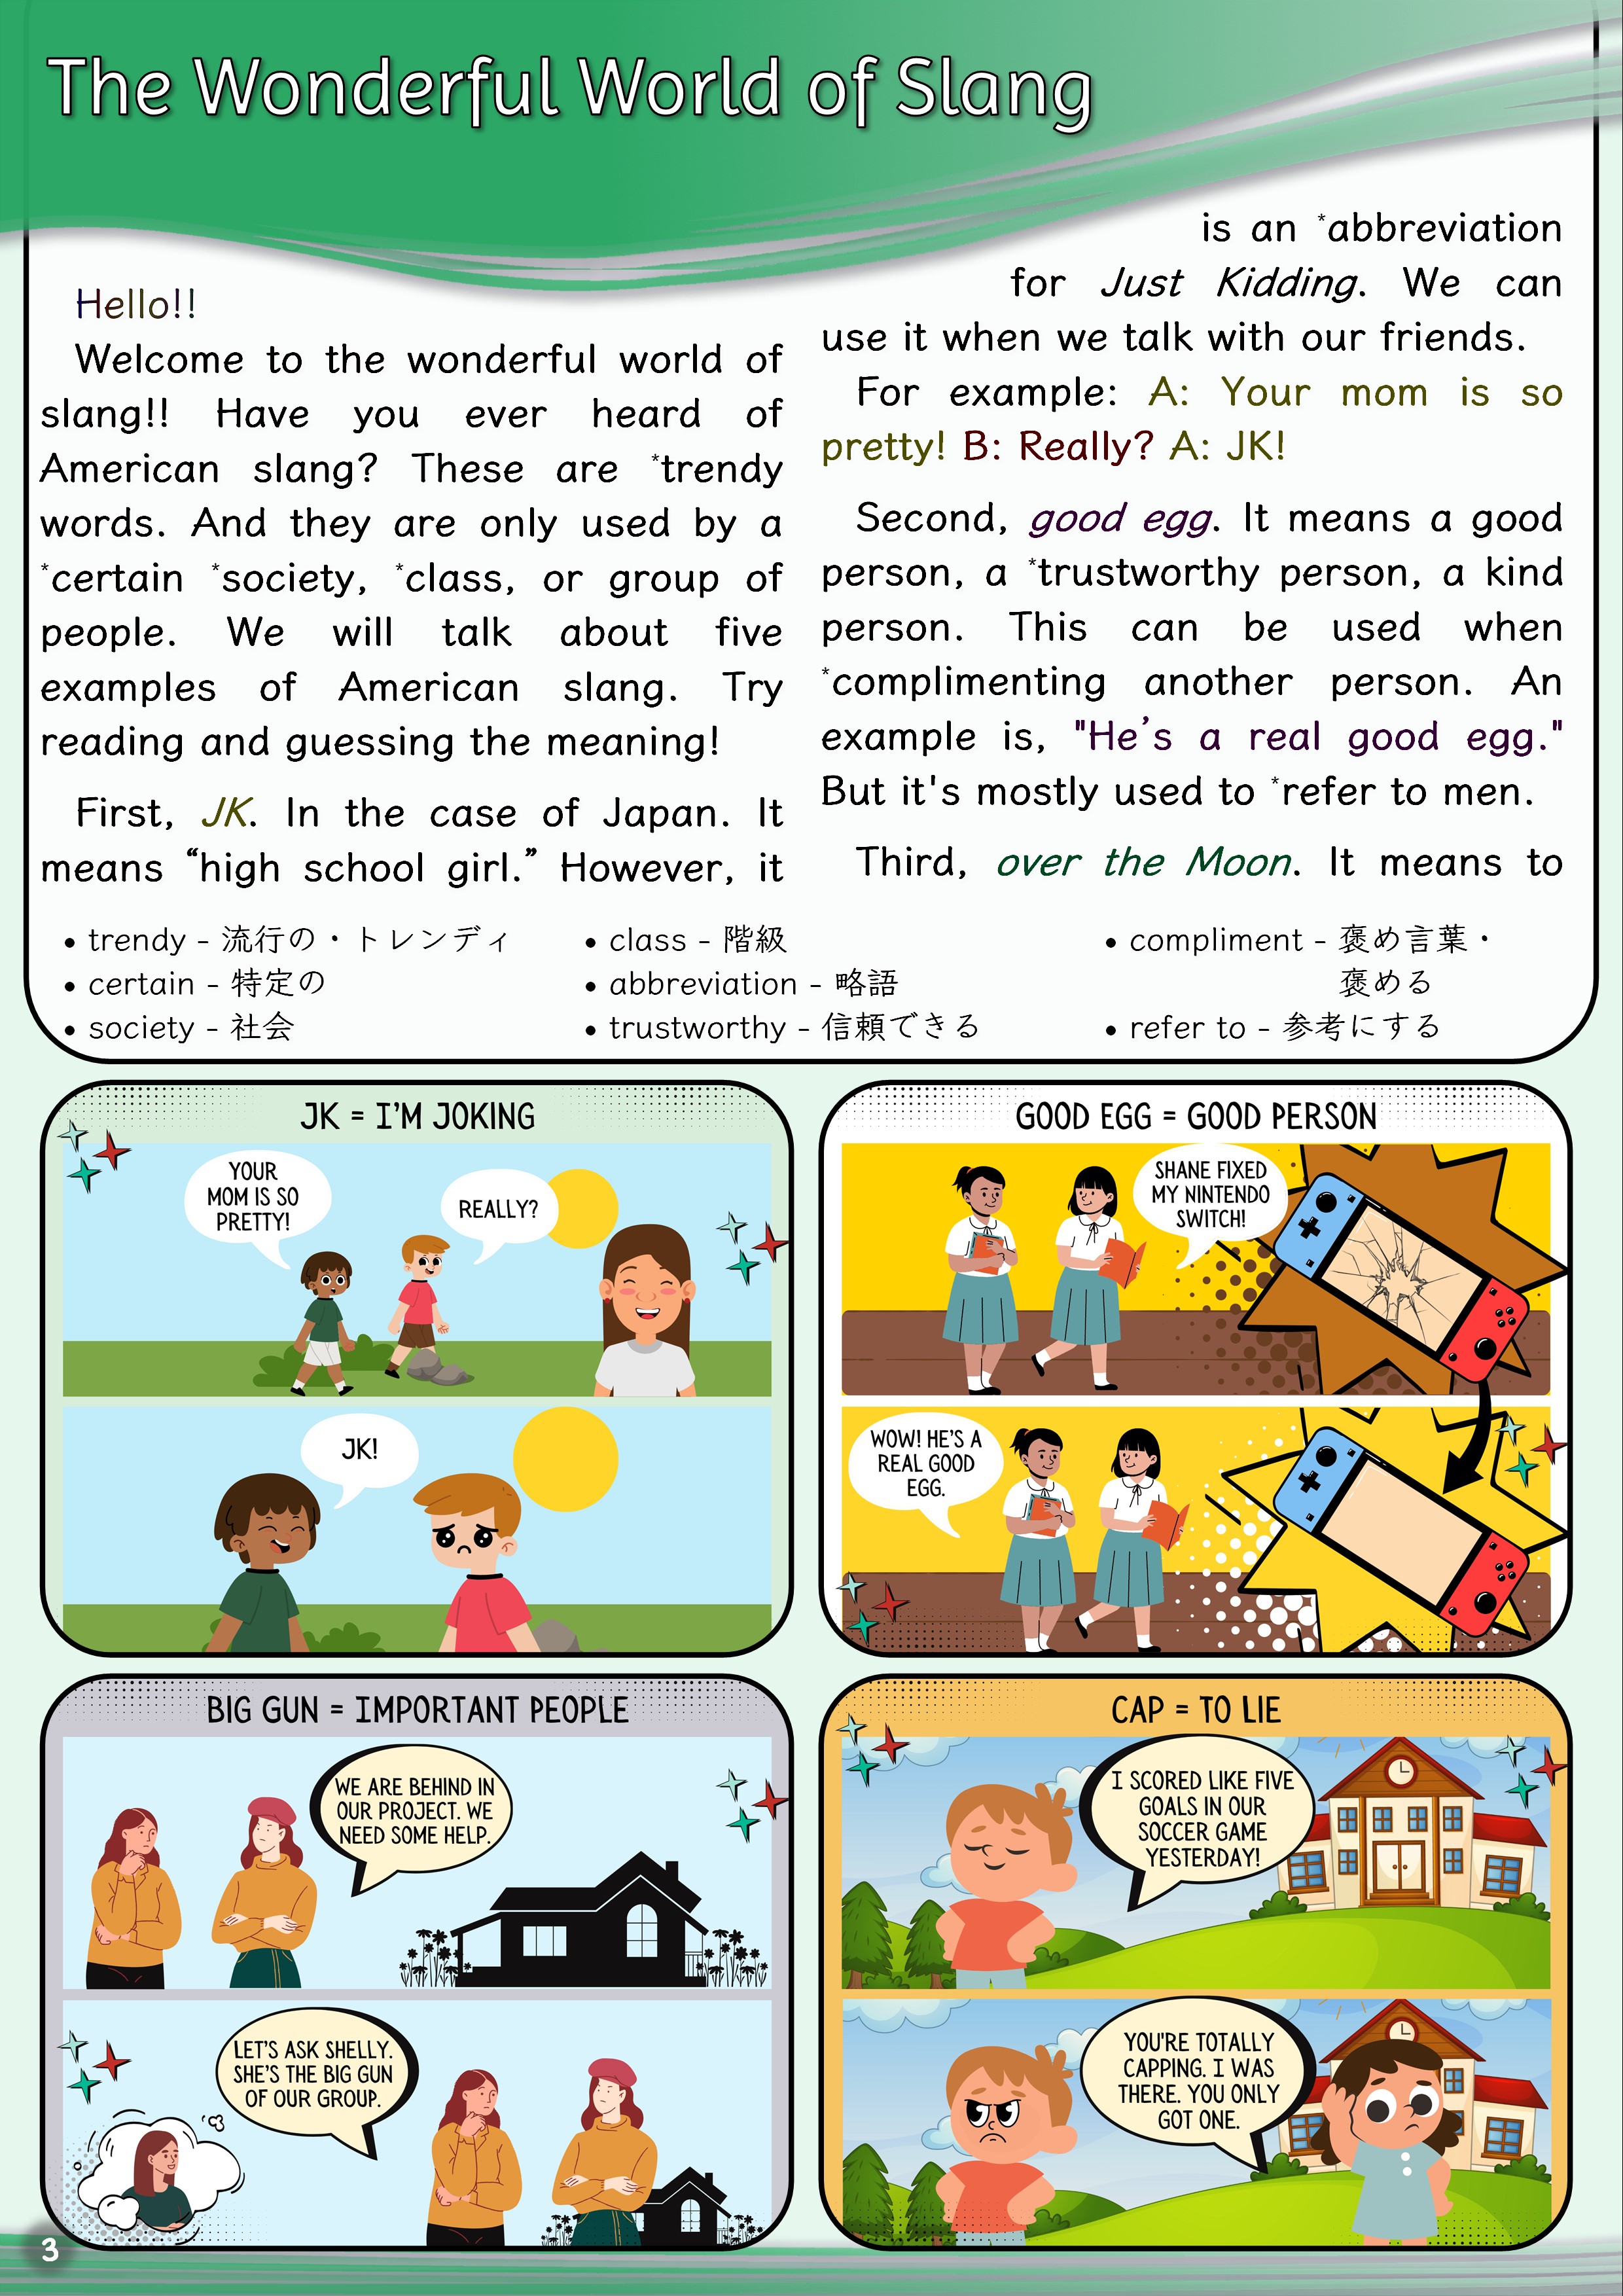 The Wonderful World of Slang
Hello!!
Welcome to the wonderful world of
slang!! Have you ever heard of
American slang? These are *trendy
words. And they are only used by a
*certain *society, *class, or group of
people. We will talk about five
examples of American slang. Try
reading and guessing the meaning!
First, JK. In the case of Japan. It
means “high school girl.” However, it
is an *abbreviation
for Just Kidding. We can
use it when we talk with our friends.
For example: A: Your mom is so
pretty! B: Really? A: JK!
Second, good egg. It means a good
person, a *trustworthy person, a kind
person. This can be used when
*complimenting another person. An
example is, "He’s a real good egg."
But it's mostly used to *refer to men.
Third, over the Moon. It means to
• trendy - 流行の・トレンディ
• certain - 特定の
• society - 社会
• class - 階級
• abbreviation - 略語
• trustworthy - 信頼できる
• compliment - 褒め言葉・
褒める
• refer to - 参考にする
JK = I’M JOKING
YOUR
MOM IS SO
PRETTY!
REALLY?
JK!
GOOD EGG = GOOD PERSON
SHANE FIXED
MY NINTENDO
SWITCH!
WOW! HE’S A
REAL GOOD
EGG.
BIG GUN = IMPORTANT PEOPLE
WE ARE BEHIND IN
OUR PROJECT. WE
NEED SOME HELP.
LET’S ASK SHELLY.
SHE’S THE BIG GUN
OF OUR GROUP.
CAP = TO LIE
I SCORED LIKE FIVE
GOALS IN OUR
SOCCER GAME
YESTERDAY!
YOU’RE TOTALLY
CAPPING. I WAS
THERE. YOU ONLY
GOT ONE.
3